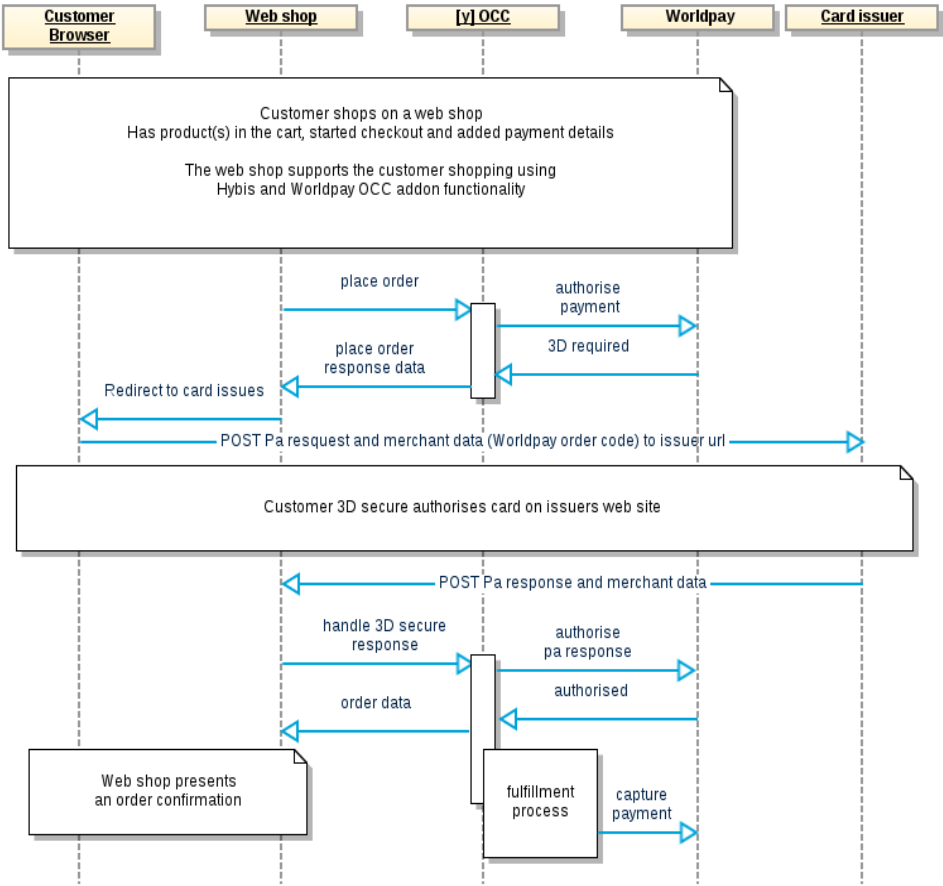 Customer
Browser
Web shop
[y] OCC
Worldpay
Card issuer
Customer shops on a web shop
Has product(s) in the cart, started checkout and added payment details
The web shop supports the customer shopping using
Hybis and Worldpay OCC addon functionality
place order
authorise
payment
3D required
place order
response data
Redirect to card issues
POST Pa resquest and merchant data (Worldpay order code) to issuer url
Customer 3D secure authorises card on issuers web site
POST Pa response and merchant data
handle 3D secure
response
authorise
pa response
authorised
order data
Web shop presents
an order confirmation
fulfillment
process
capture
payment